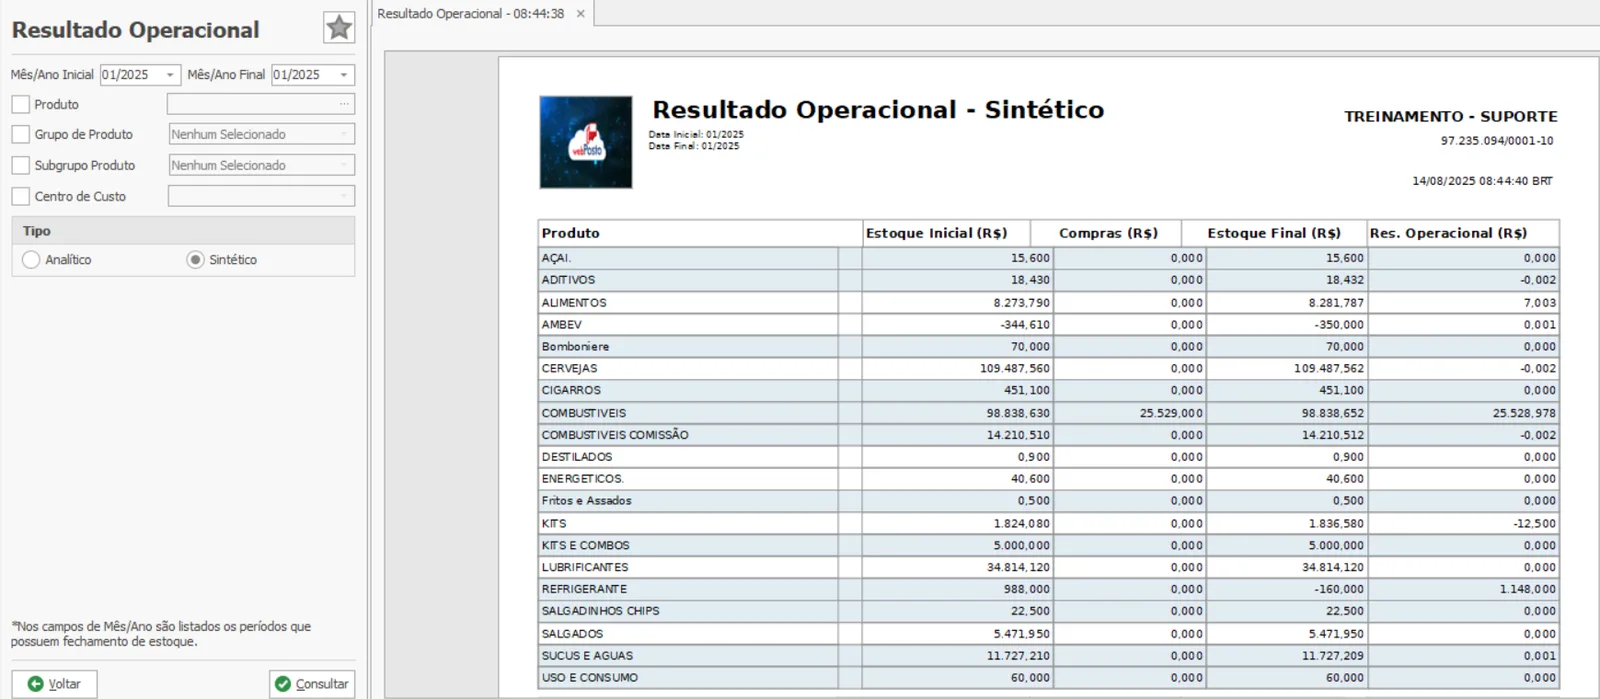 Resultado Operacional
Mês/Ano Inicial 01/2025 Mês/Ano Final 01/2025
Produto ...
Grupo de Produto Nenhum Selecionado
Subgrupo Produto Nenhum Selecionado
Centro de Custo
Tipo
Analítico Sintético
*Nos campos de Mês/Ano são listados os períodos que
possuem fechamento de estoque.
Voltar Consultar
Resultado Operacional - 08:44:38 ×
webPosto
Resultado Operacional - Sintético
Data Inicial: 01/2025
Data Final: 01/2025
TREINAMENTO - SUPORTE
97.235.094/0001-10
14/08/2025 08:44:40 BRT
Produto Estoque Inicial (R$) Compras (R$) Estoque Final (R$) Res. Operacional (R$)
AÇAI. 15,600 0,000 15,600 0,000
ADITIVOS 18,430 0,000 18,432 -0,002
ALIMENTOS 8.273,790 0,000 8.281,787 7,003
AMBEV -344,610 0,000 -350,000 0,001
Bomboniere 70,000 0,000 70,000 0,000
CERVEJAS 109.487,560 0,000 109.487,562 -0,002
CIGARROS 451,100 0,000 451,100 0,000
COMBUSTIVEIS 98.838,630 25.529,000 98.838,652 25.528,978
COMBUSTIVEIS COMISSÃO 14.210,510 0,000 14.210,512 -0,002
DESTILADOS 0,900 0,000 0,900 0,000
ENERGETICOS. 40,600 0,000 40,600 0,000
Fritos e Assados 0,500 0,000 0,500 0,000
KITS 1.824,080 0,000 1.836,580 -12,500
KITS E COMBOS 5.000,000 0,000 5.000,000 0,000
LUBRIFICANTES 34.814,120 0,000 34.814,120 0,000
REFRIGERANTE 988,000 0,000 -160,000 1.148,000
SALGADINHOS CHIPS 22,500 0,000 22,500 0,000
SALGADOS 5.471,950 0,000 5.471,950 0,000
SUCUS E AGUAS 11.727,210 0,000 11.727,209 0,001
USO E CONSUMO 60,000 0,000 60,000 0,000